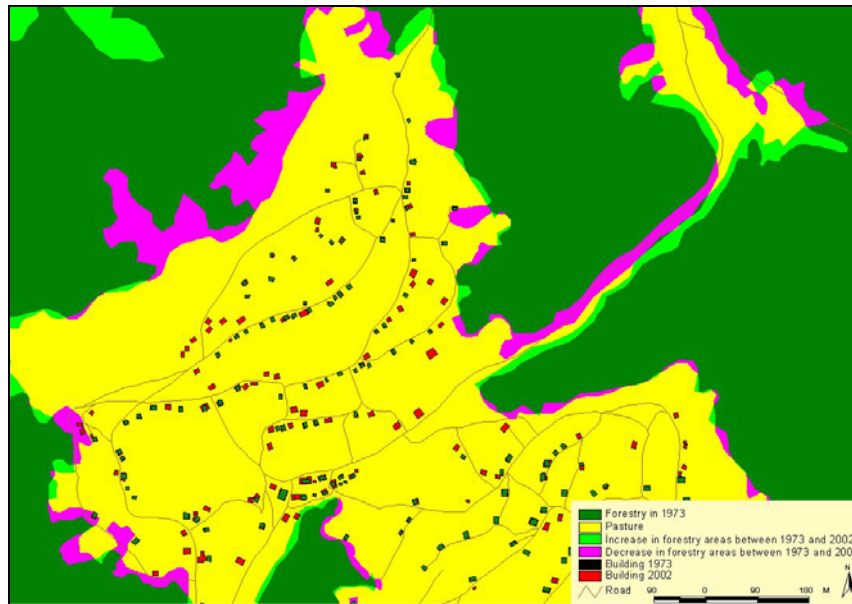 Forestry in 1973
Pasture
Increase in forestry areas between 1973 and 2002
Decrease in forestry areas between 1973 and 200
Building 1973
Building 2002
Road
N
90 0 90 100 M